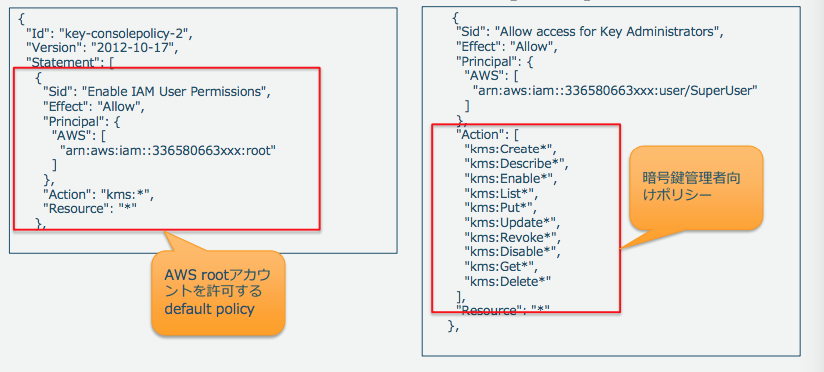 {
"Id": "key-consolepolicy-2",
"Version": "2012-10-17",
"Statement": [
{
"Sid": "Enable IAM User Permissions",
"Effect": "Allow",
"Principal": {
"AWS": [
"arn:aws:iam::336580663xxx:root"
]
},
"Action": "kms:*",
"Resource": "*"
},
AWS rootアカウ
ントを許可する
default policy
{
"Sid": "Allow access for Key Administrators",
"Effect": "Allow",
"Principal": {
"AWS": [
"arn:aws:iam::336580663xxx:user/SuperUser"
]
},
"Action": [
"kms:Create*",
"kms:Describe*",
"kms:Enable*",
"kms:List*",
"kms:Put*",
"kms:Update*",
"kms:Revoke*",
"kms:Disable*",
"kms:Get*",
"kms:Delete*"
],
"Resource": "*"
},
暗号鍵管理者向
けポリシー